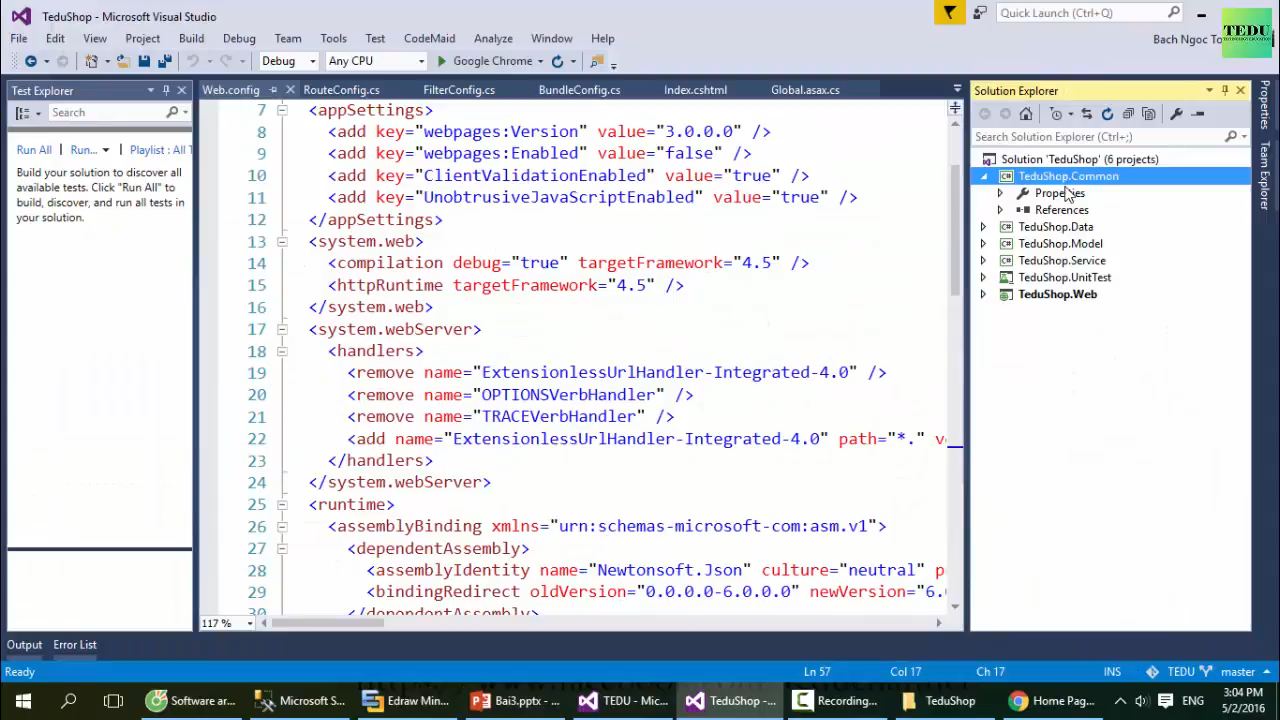 TeduShop - Microsoft Visual Studio
Quick Launch (Ctrl+Q)
TEDU
File Edit View Project Build Debug Team Tools Test CodeMaid Analyze Window Help
Bach Ngoc To
Debug Any CPU Google Chrome
Test Explorer
Search
Run All Run... Playlist : All T
Build your solution to discover
all available tests. Click "Run All" to
build, discover, and run all tests in
your solution.
Web.config RouteConfig.cs FilterConfig.cs BundleConfig.cs Index.cshtml Global.asax.cs
7 <appSettings>
8 <add key="webpages:Version" value="3.0.0.0" />
9 <add key="webpages:Enabled" value="false" />
10 <add key="ClientValidationEnabled" value="true" />
11 <add key="UnobtrusiveJavaScriptEnabled" value="true" />
12 </appSettings>
13 <system.web>
14 <compilation debug="true" targetFramework="4.5" />
15 <httpRuntime targetFramework="4.5" />
16 </system.web>
17 <system.webServer>
18 <handlers>
19 <remove name="ExtensionlessUrlHandler-Integrated-4.0" />
20 <remove name="OPTIONSVerbHandler" />
21 <remove name="TRACEVerbHandler" />
22 <add name="ExtensionlessUrlHandler-Integrated-4.0" path="*." v
23 </handlers>
24 </system.webServer>
25 <runtime>
26 <assemblyBinding xmlns="urn:schemas-microsoft-com:asm.v1">
27 <dependentAssembly>
28 <assemblyIdentity name="Newtonsoft.Json" culture="neutral" p
29 <bindingRedirect oldVersion="0.0.0.0-6.0.0.0" newVersion="6.
30 </dependentAssembly>
117 %
Solution Explorer
Search Solution Explorer (Ctrl+;)
Solution 'TeduShop' (6 projects)
TeduShop.Common
Properties
References
TeduShop.Data
TeduShop.Model
TeduShop.Service
TeduShop.UnitTest
TeduShop.Web
Properties
Team Explorer
Output Error List
Ready Ln 57 Col 17 Ch 17 INS TEDU master
Software ar... Microsoft S... Edraw Min... Bai3.pptx - ... TEDU - Mic... TeduShop -... Recording... TeduShop Home Pag... ENG
3:04 PM
5/2/2016